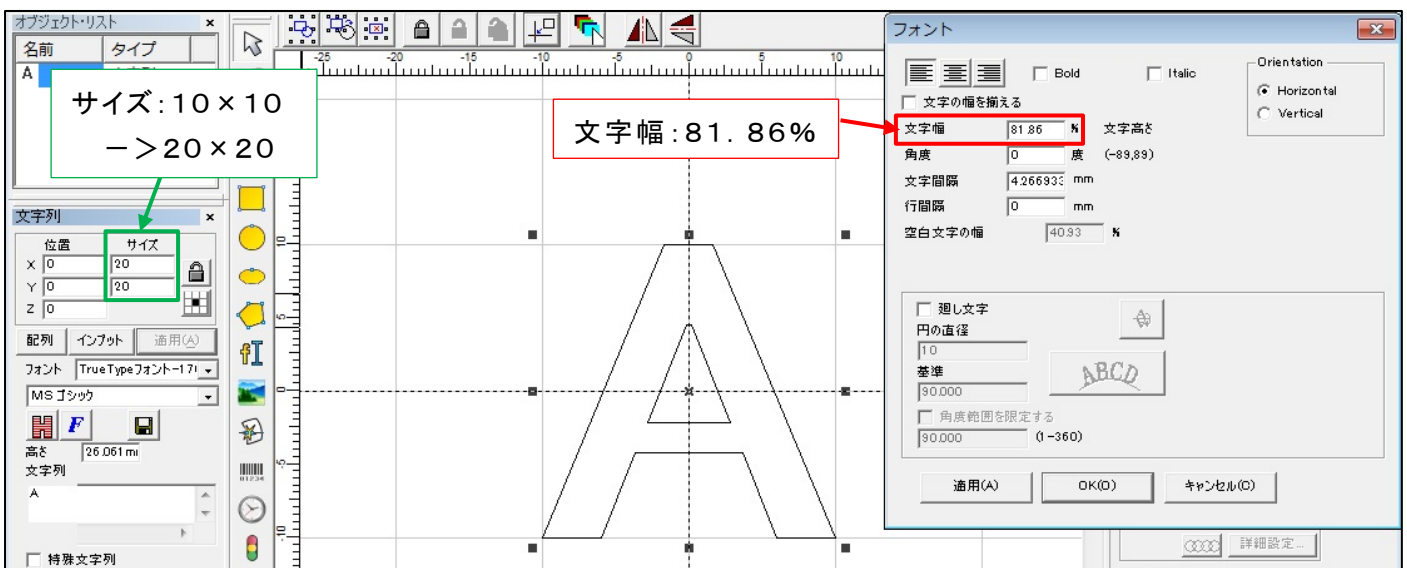 オブジェクト・リスト ×
名前 タイプ
A
サイズ:10×10
－>20×20
文字列 ×
位置 サイズ
X 0 20
Y 0 20
Z 0
配列 インプット 適用(A)
フォント TrueTypeフォント-17
MS ゴシック
F
高さ 26.061 m
文字列
A
特殊文字列
01234
-25 -20 -15 -10 -5 0 5 10
10
5
0
-5
-10
文字幅:81.86%
フォント
Bold Italic
Orientation
Horizontal
Vertical
文字の幅を揃える
文字幅 81.86 % 文字高さ
角度 0 度 (-89,89)
文字間隔 4.266933 mm
行間隔 0 mm
空白文字の幅 40.93 %
廻し文字
円の直径
10
基準
90.000
ABCD
角度範囲を限定する
90.000 (1-360)
適用(A) OK(O) キャンセル(C)
詳細設定...